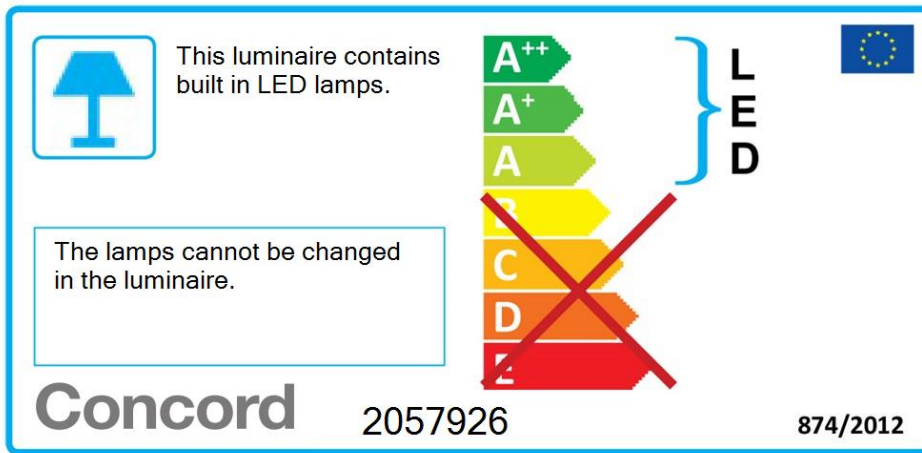 This luminaire contains
built in LED lamps.
A++
A+
A
B
C
D
E
L
E
D
The lamps cannot be changed
in the luminaire.
Concord
2057926
874/2012